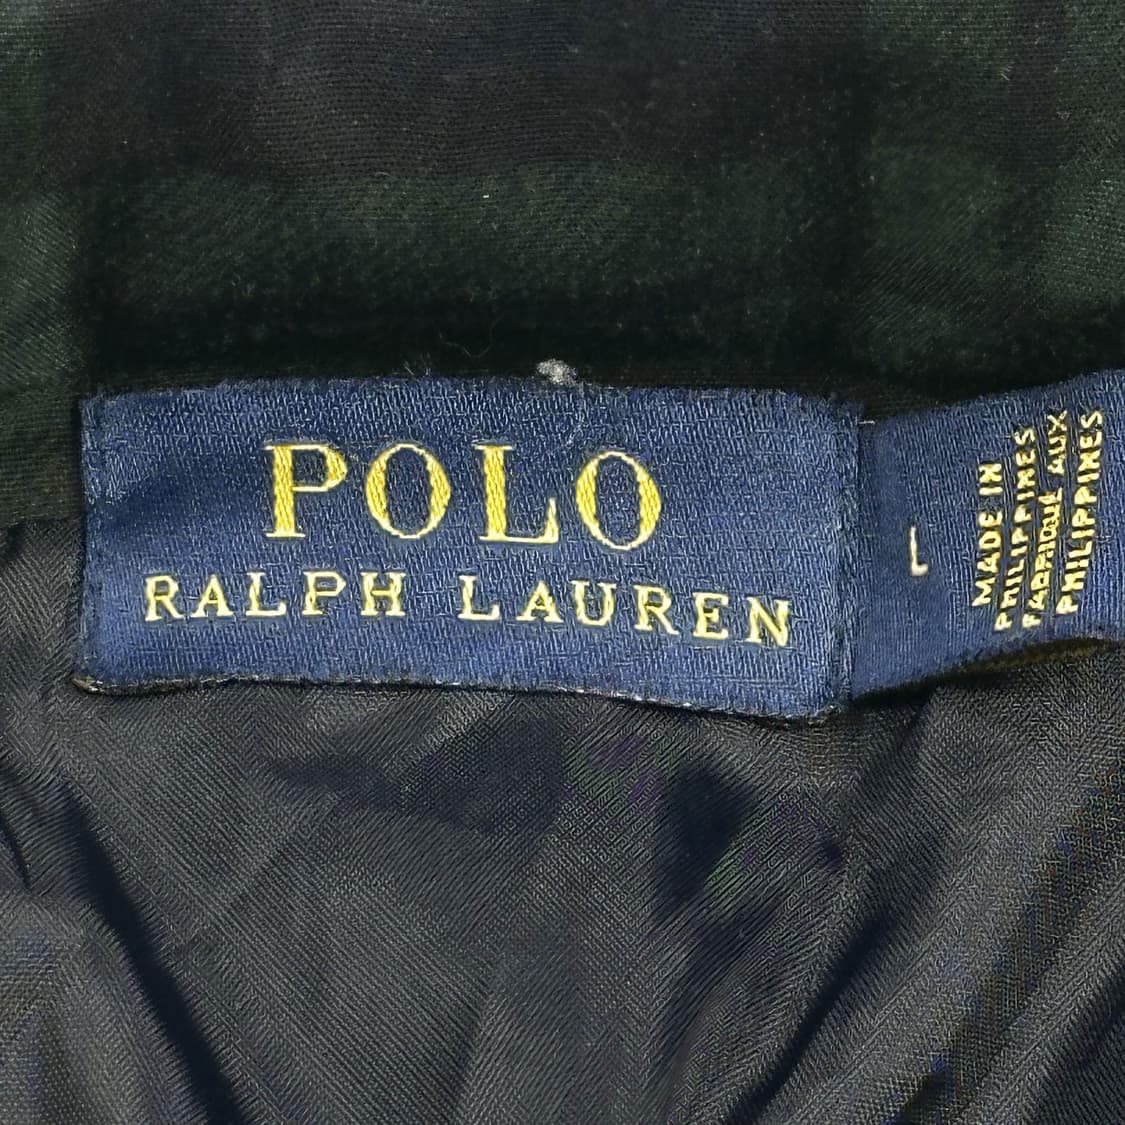 POLO
RALPH LAUREN
L
MADE IN
PHILIPPINES
FABRIQUÉ AUX
PHILIPPINES